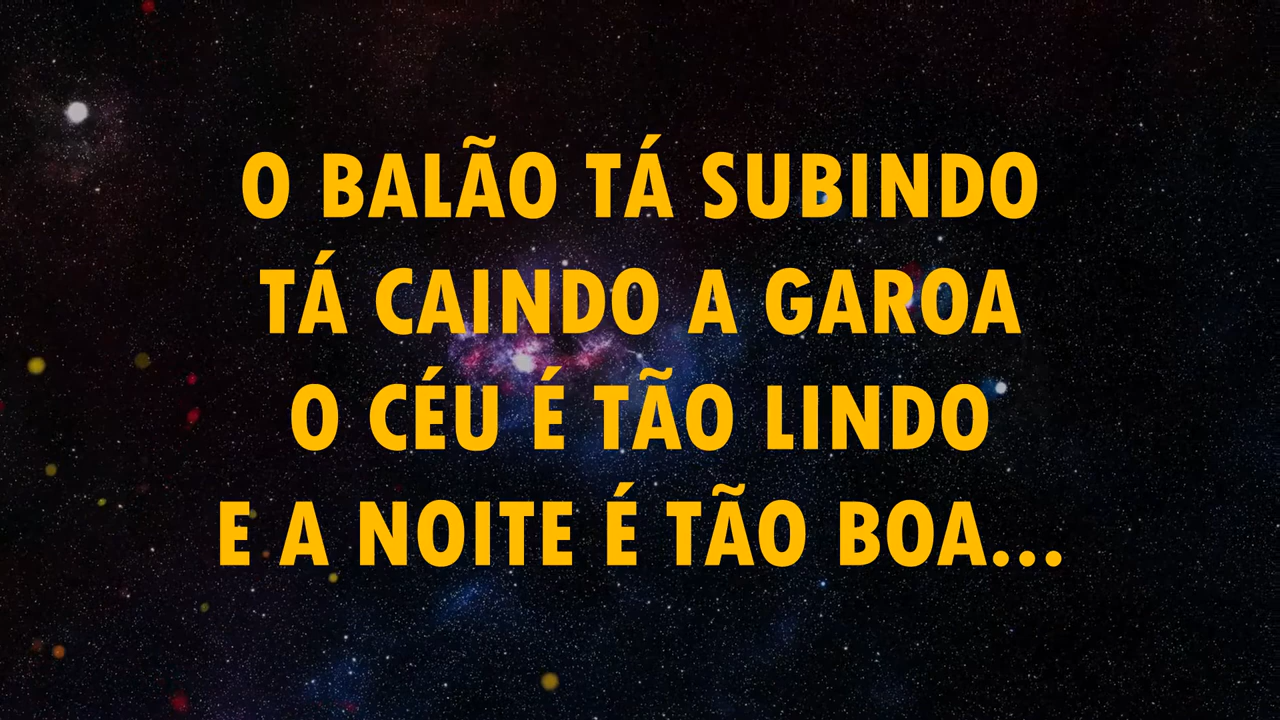 O BALÃO TÁ SUBINDO
TÁ CAINDO A GAROA
O CÉU É TÃO LINDO
E A NOITE É TÃO BOA...